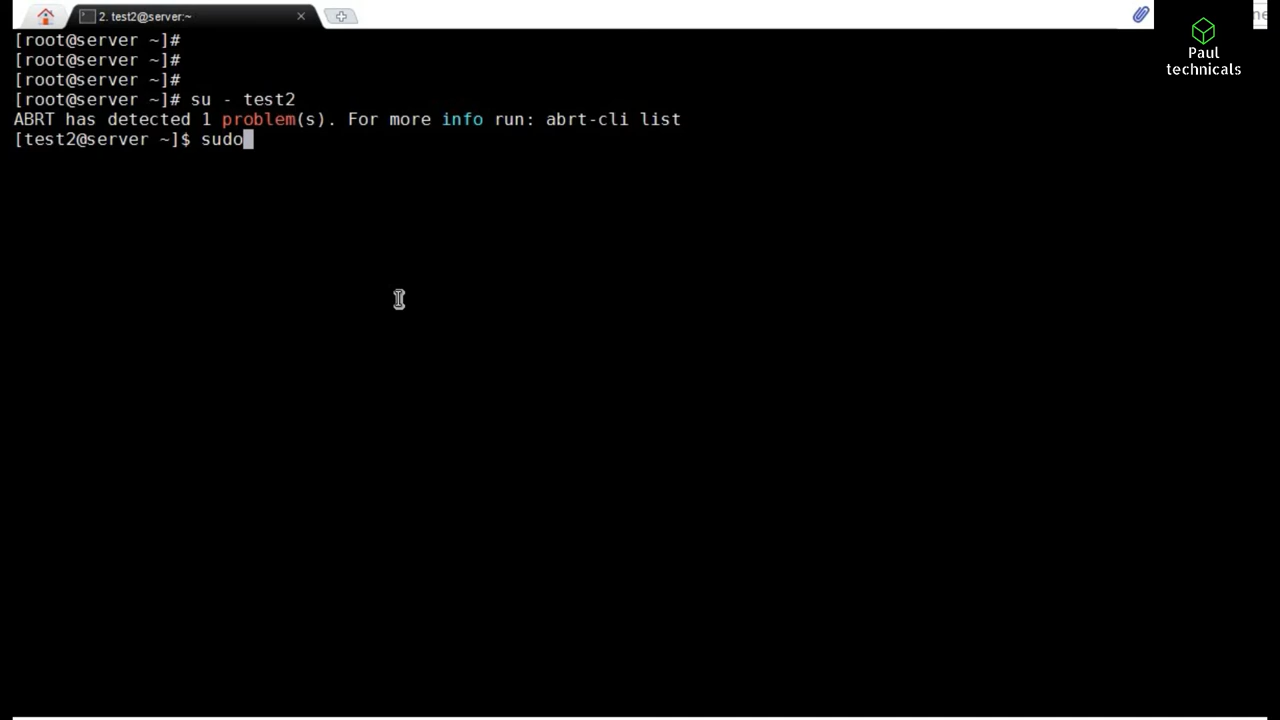 2. test2@server:~
Paul
technicals
[root@server ~]#
[root@server ~]#
[root@server ~]#
[root@server ~]# su - test2
ABRT has detected 1 problem(s). For more info run: abrt-cli list
[test2@server ~]$ sudo